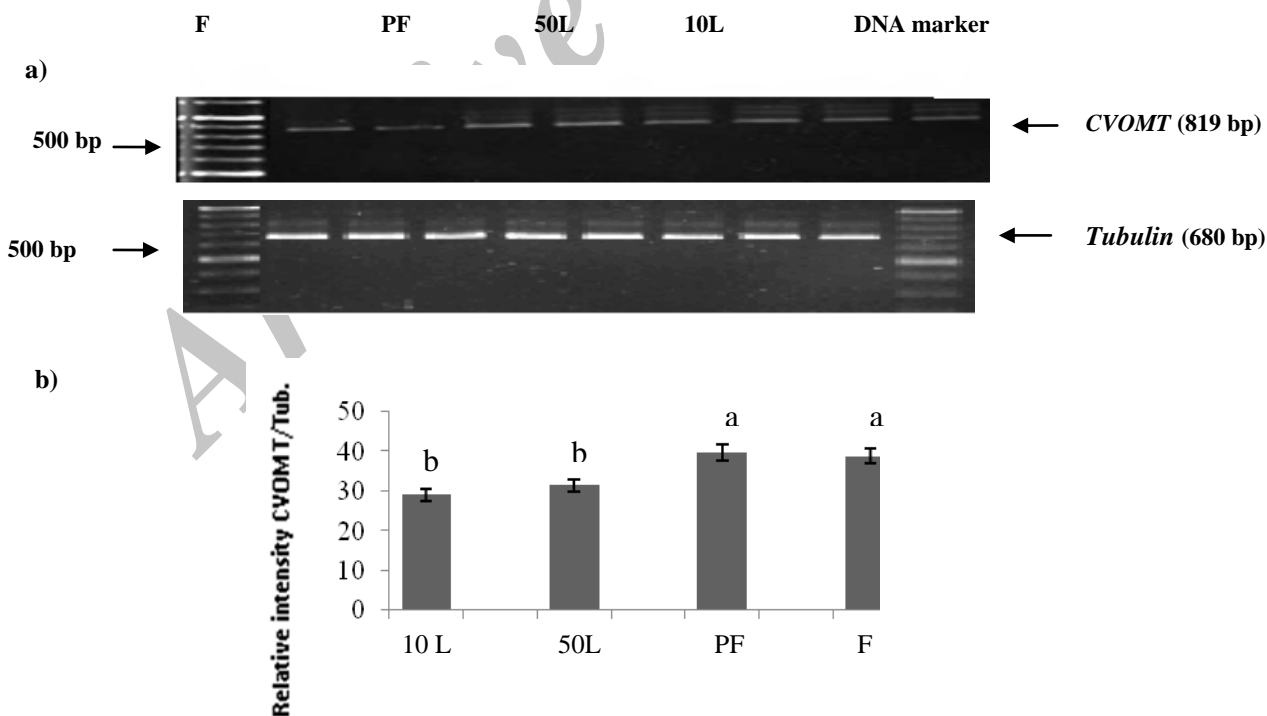 F PF 50L 10L DNA marker
a)
500 bp
CVOMT (819 bp)
500 bp
Tubulin (680 bp)
b)
Relative intensity CVOMT/Tub.
50
40
30
20
10
0
b
b
a
a
10 L 50L PF F